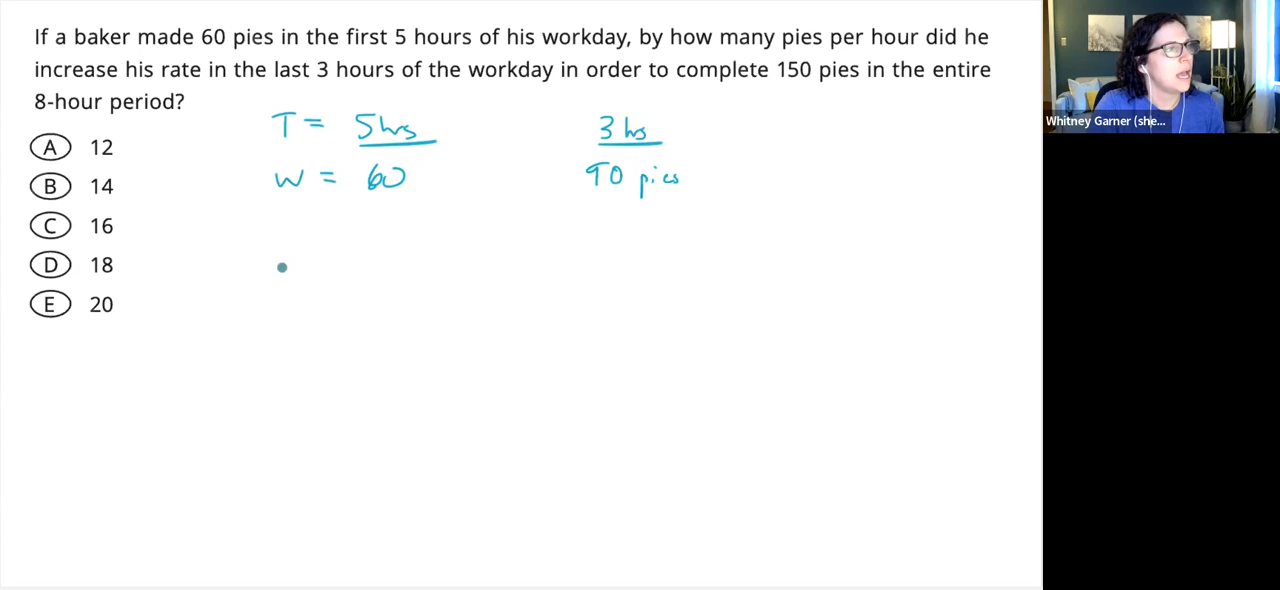 If a baker made 60 pies in the first 5 hours of his workday, by how many pies per hour did he
increase his rate in the last 3 hours of the workday in order to complete 150 pies in the entire
8-hour period?
A 12
B 14
C 16
D 18
E 20
T = 5hrs 3 hs
W = 60 90 pies
Whitney Garner (she...